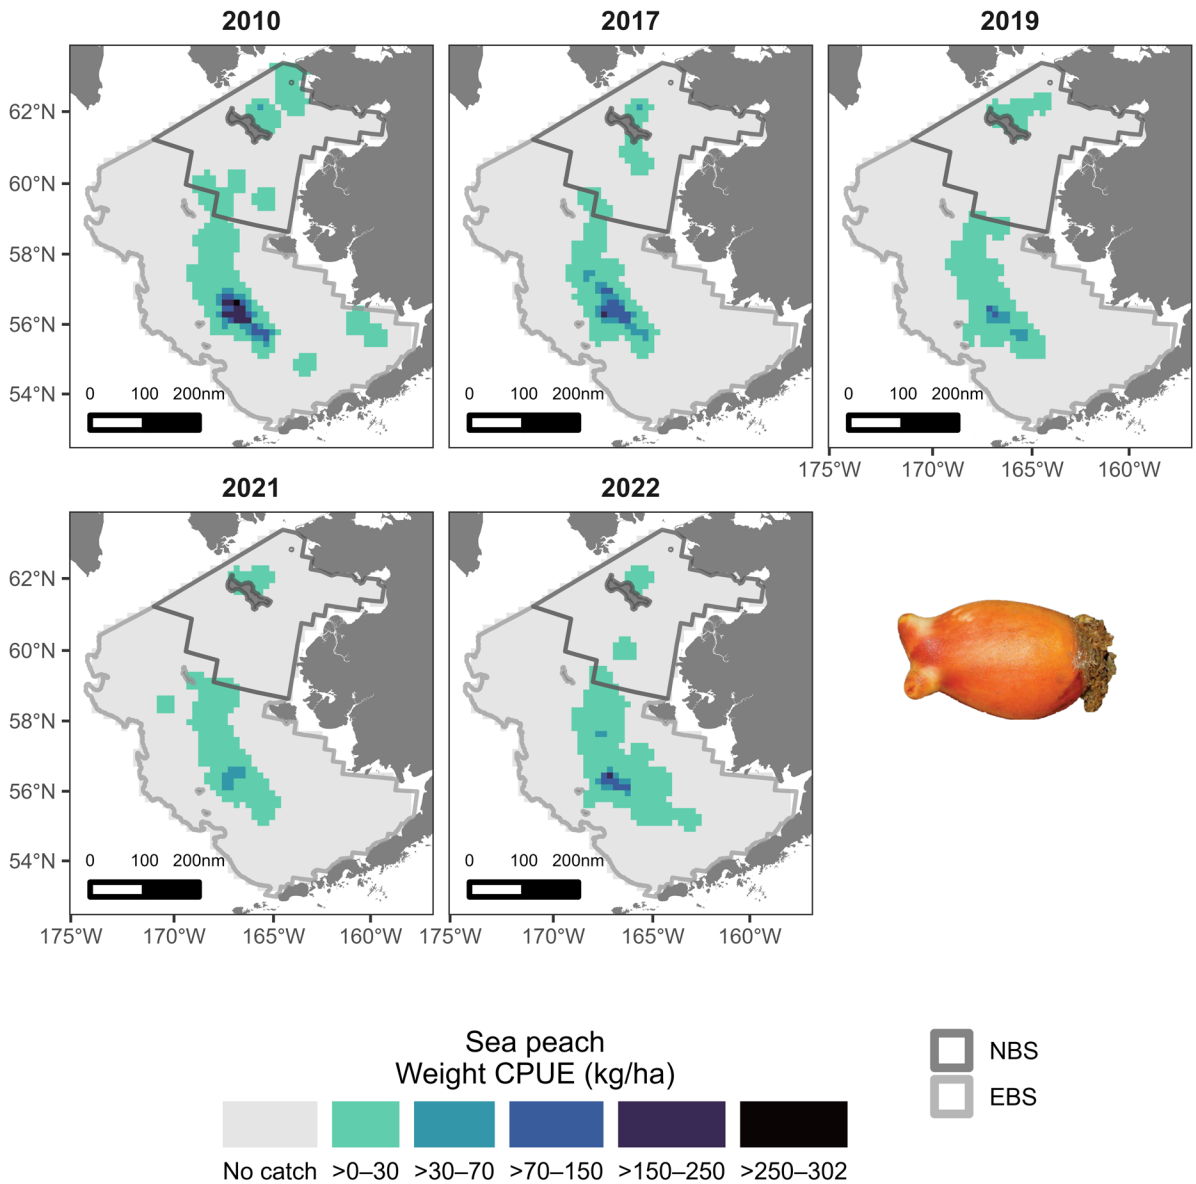 2010
2017
2019
62°N
60°N
58°N
56°N
54°N
0 100 200nm
0 100 200nm
0 100 200nm
175°W 170°W 165°W 160°W
2021
2022
62°N
60°N
58°N
56°N
54°N
0 100 200nm
0 100 200nm
175°W 170°W 165°W 160°W
175°W 170°W 165°W 160°W
Sea peach
Weight CPUE (kg/ha)
No catch >0–30 >30–70 >70–150 >150–250 >250–302
NBS
EBS